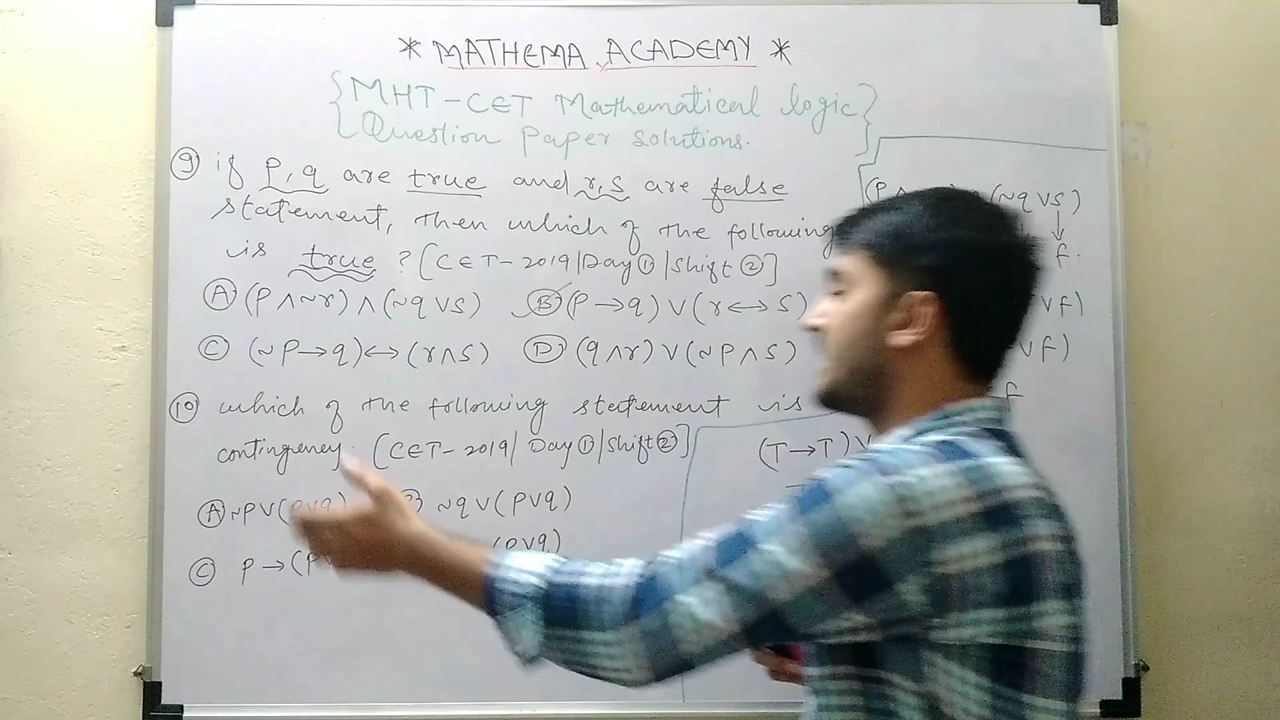 * MATHEMA ACADEMY *
{MHT-CET Mathematical logic}
Question Paper solutions.
⑨ if p, q are true and r, s are false
statement, then which of the following
is true ? [CET-2019|Day①|Shift②]
Ⓐ (P∧~r)∧(~q∨s) Ⓑ (P→q)∨(r↔s)
Ⓒ (~P→q)↔(r∧s) Ⓓ (q∧r)∨(~P∧s)
⑩ which of the following statement is
contingency. [CET-2019|Day①|Shift②]
Ⓐ ~p∨(p∨q) ~q∨(p∨q)
Ⓒ p→(p (p∨q)
(P (~q∨s)
↓
f.
∨f)
∨f)
f
(T→T)∨